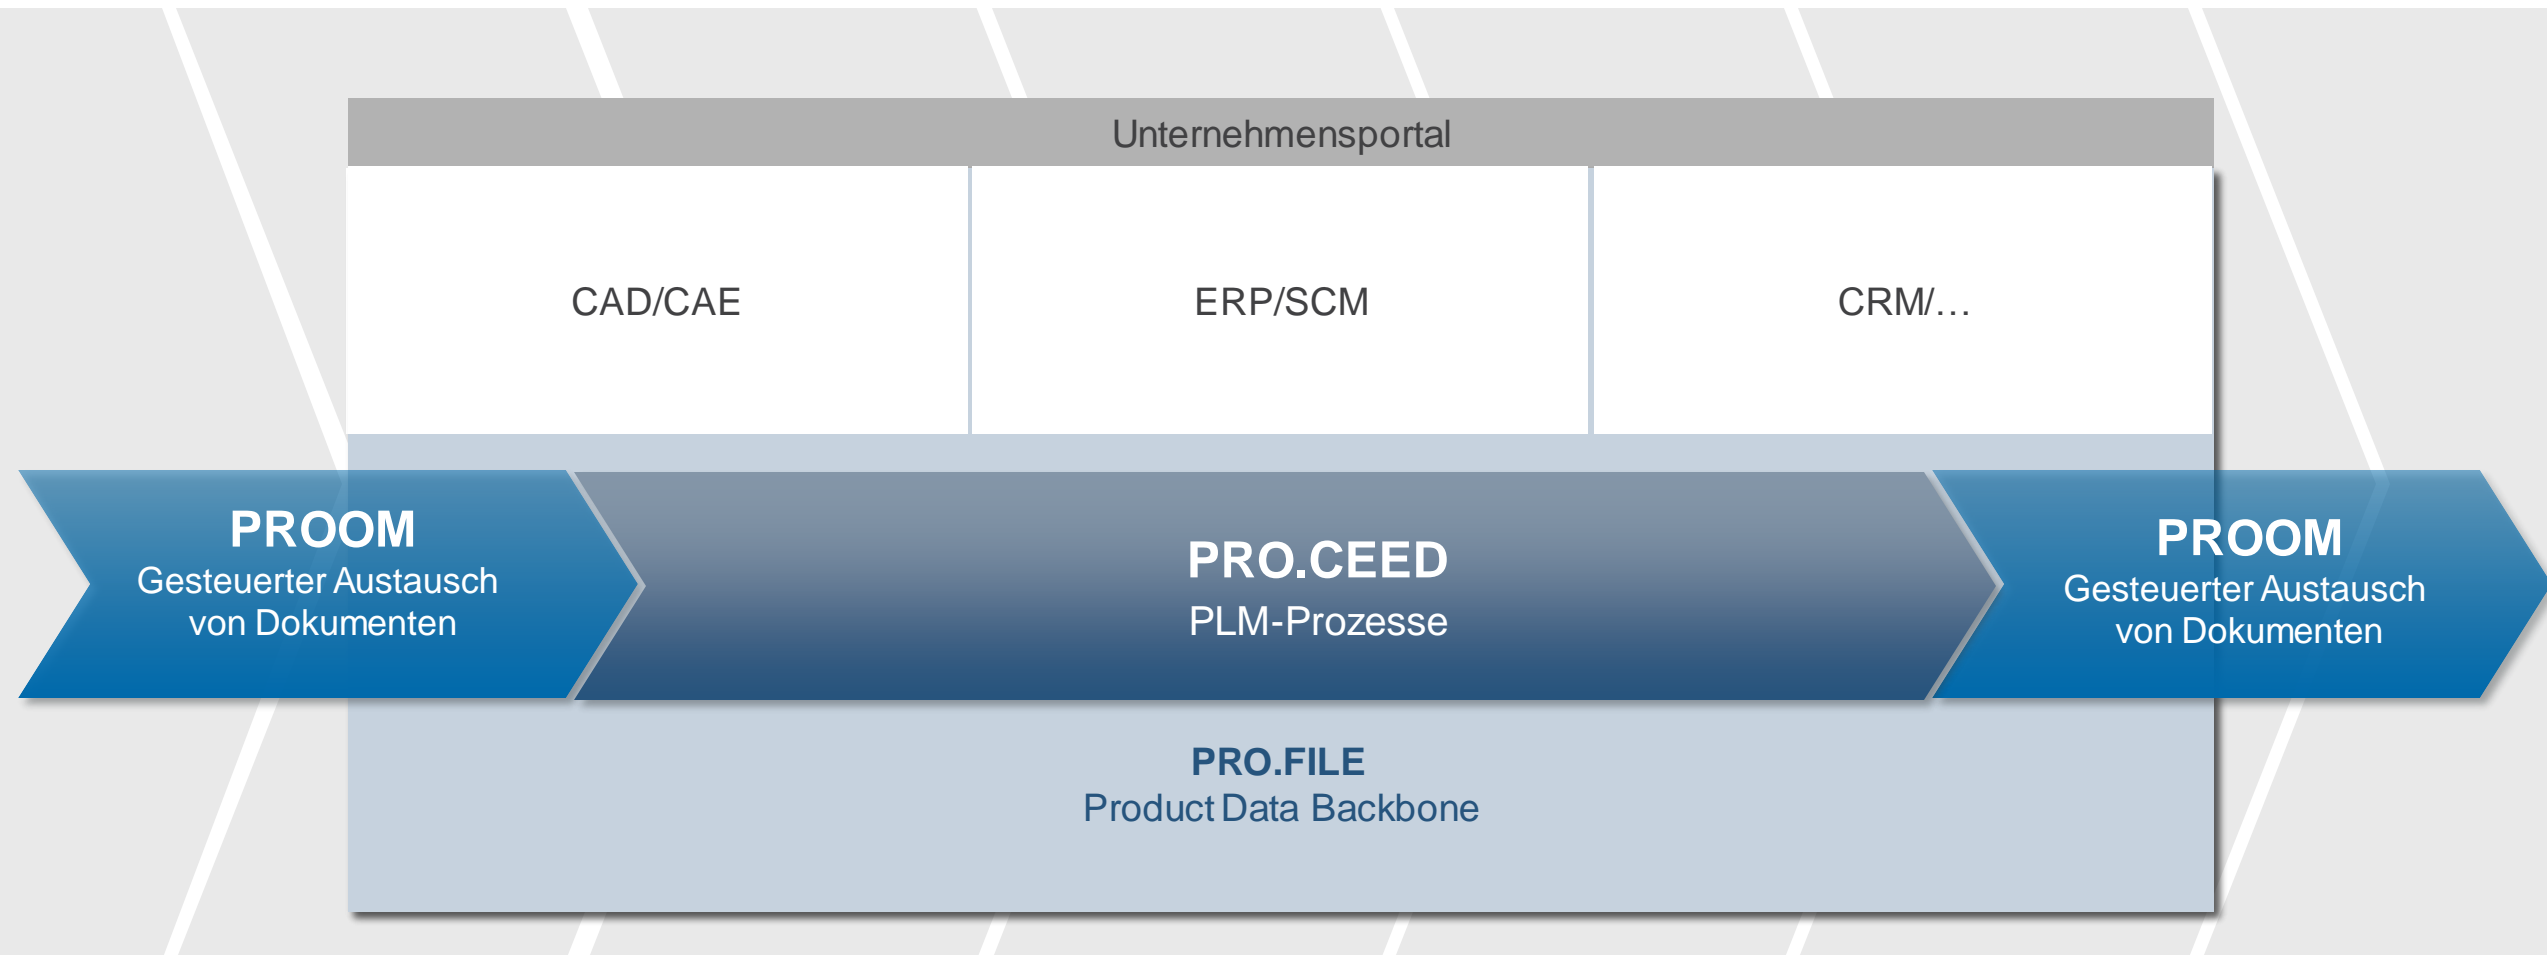 Unternehmensportal
CAD/CAE
ERP/SCM
CRM/…
PROOM
Gesteuerter Austausch
von Dokumenten
PRO.CEED
PLM-Prozesse
PROOM
Gesteuerter Austausch
von Dokumenten
PRO.FILE
Product Data Backbone